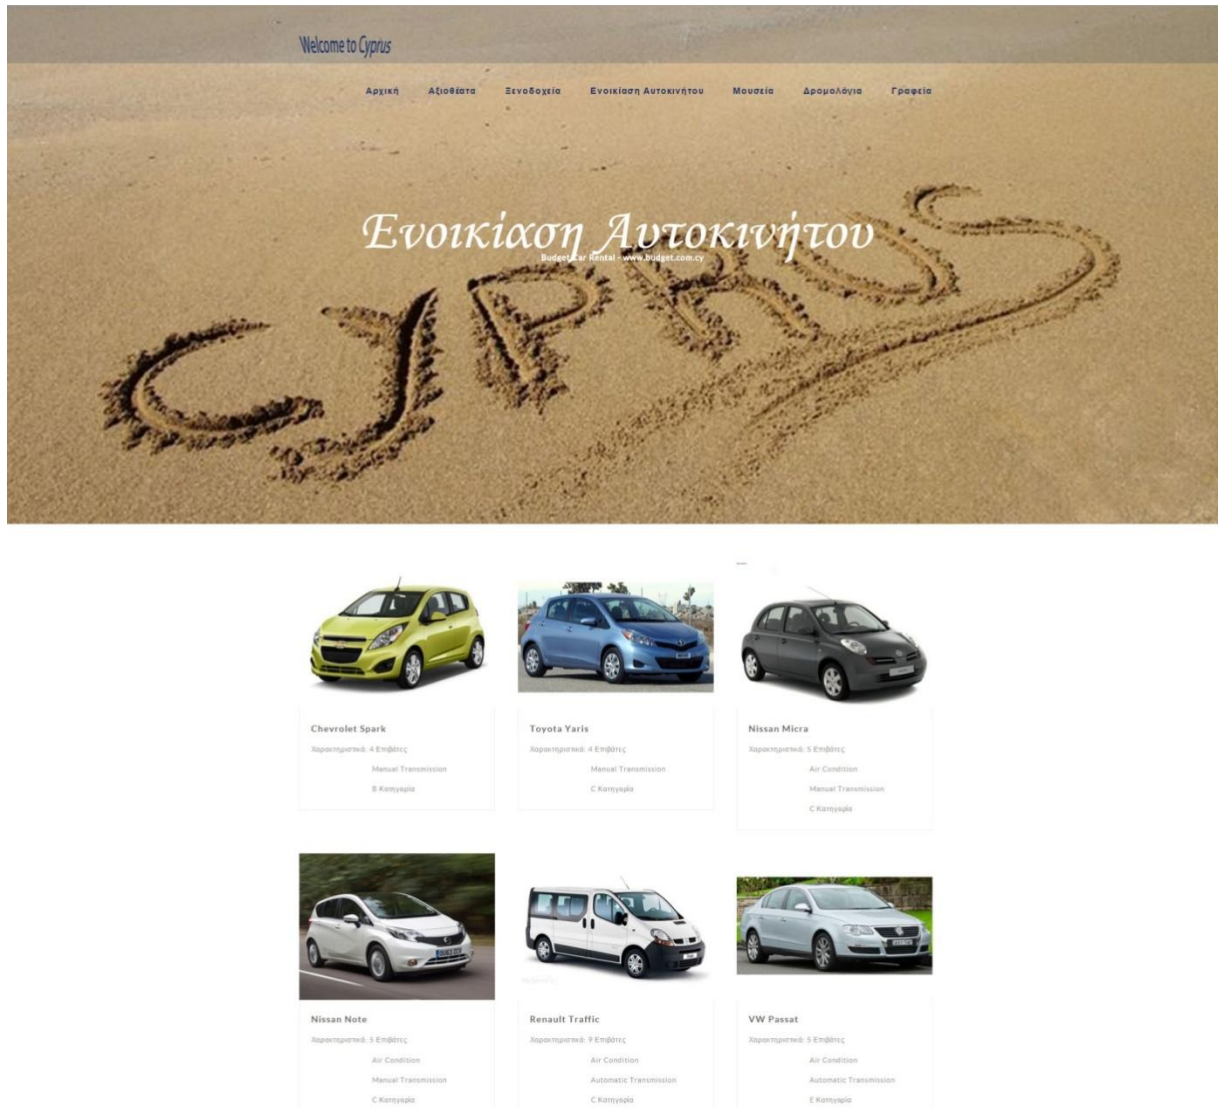 Welcome to Cyprus
Αρχική Αξιοθέατα Ξενοδοχεία Ενοικίαση Αυτοκινήτου Μουσεία Δρομολόγια Γραφεία
Ενοικίαση Αυτοκινήτου
Budget Car Rental - www.budget.com.cy
CYPRUS
Chevrolet Spark
Χαρακτηριστικά: 4 Επιβάτες
Manual Transmission
B Κατηγορία
Toyota Yaris
Χαρακτηριστικά: 4 Επιβάτες
Manual Transmission
C Κατηγορία
Nissan Micra
Χαρακτηριστικά: 5 Επιβάτες
Air Condition
Manual Transmission
C Κατηγορία
Nissan Note
Χαρακτηριστικά: 5 Επιβάτες
Air Condition
Manual Transmission
C Κατηγορία
Renault Traffic
Χαρακτηριστικά: 9 Επιβάτες
Air Condition
Automatic Transmission
C Κατηγορία
VW Passat
Χαρακτηριστικά: 5 Επιβάτες
Air Condition
Automatic Transmission
E Κατηγορία